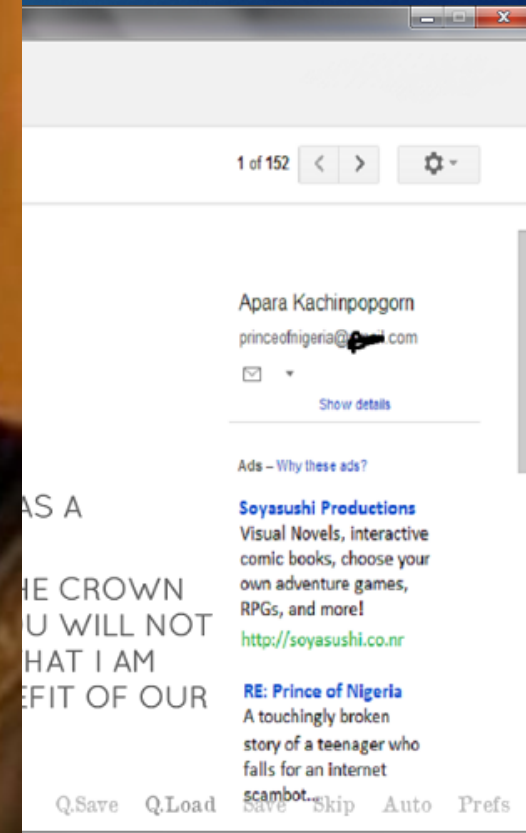 1 of 152
Apara Kachinpopgorn
princeofnigeria@ .com
Show details
Ads – Why these ads?
AS A
HE CROWN
U WILL NOT
HAT I AM
EFIT OF OUR
Soyasushi Productions
Visual Novels, interactive
comic books, choose your
own adventure games,
RPGs, and more!
http://soyasushi.co.nr
RE: Prince of Nigeria
A touchingly broken
story of a teenager who
falls for an internet
scambot...
Q.Save Q.Load Save Skip Auto Prefs